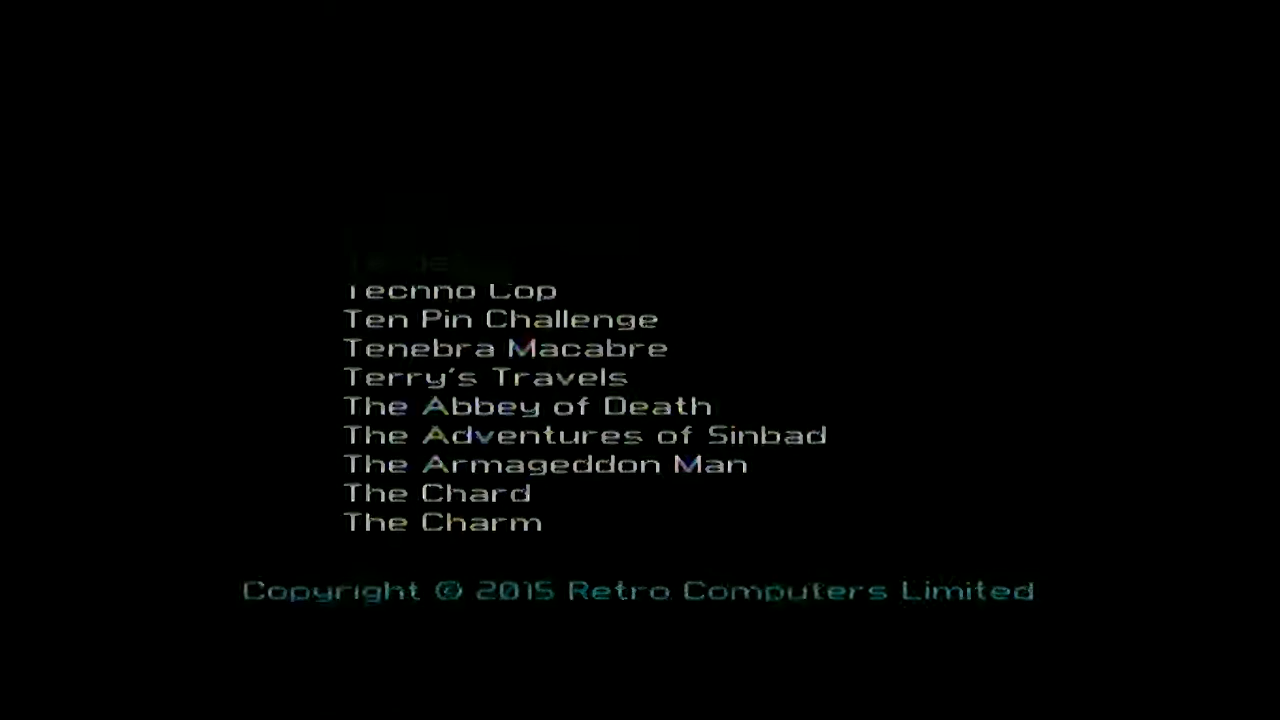 Techno Cop
Ten Pin Challenge
Tenebra Macabre
Terry's Travels
The Abbey of Death
The Adventures of Sinbad
The Armageddon Man
The Chard
The Charm
Copyright © 2015 Retro Computers Limited